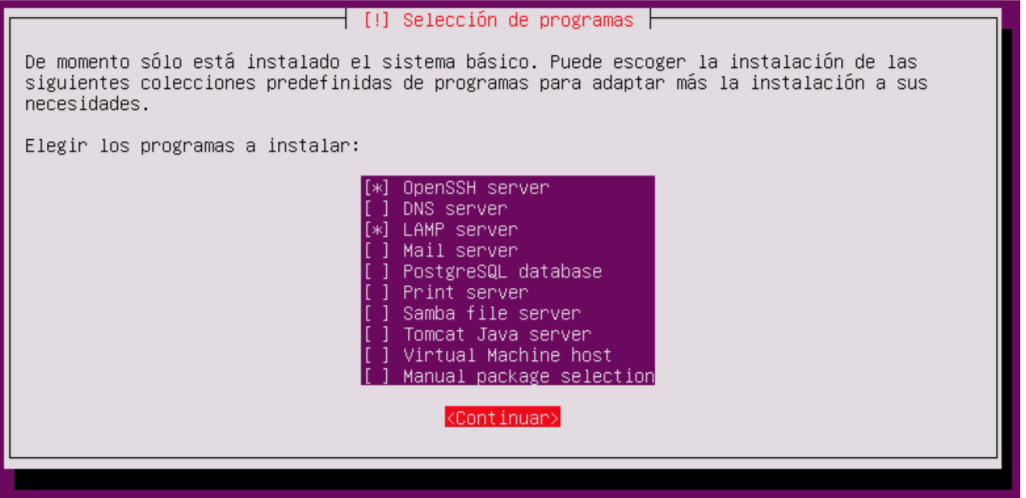 [!] Selección de programas
De momento sólo está instalado el sistema básico. Puede escoger la instalación de las
siguientes colecciones predefinidas de programas para adaptar más la instalación a sus
necesidades.
Elegir los programas a instalar:
[*] OpenSSH server
[ ] DNS server
[*] LAMP server
[ ] Mail server
[ ] PostgreSQL database
[ ] Print server
[ ] Samba file server
[ ] Tomcat Java server
[ ] Virtual Machine host
[ ] Manual package selection
<Continuar>